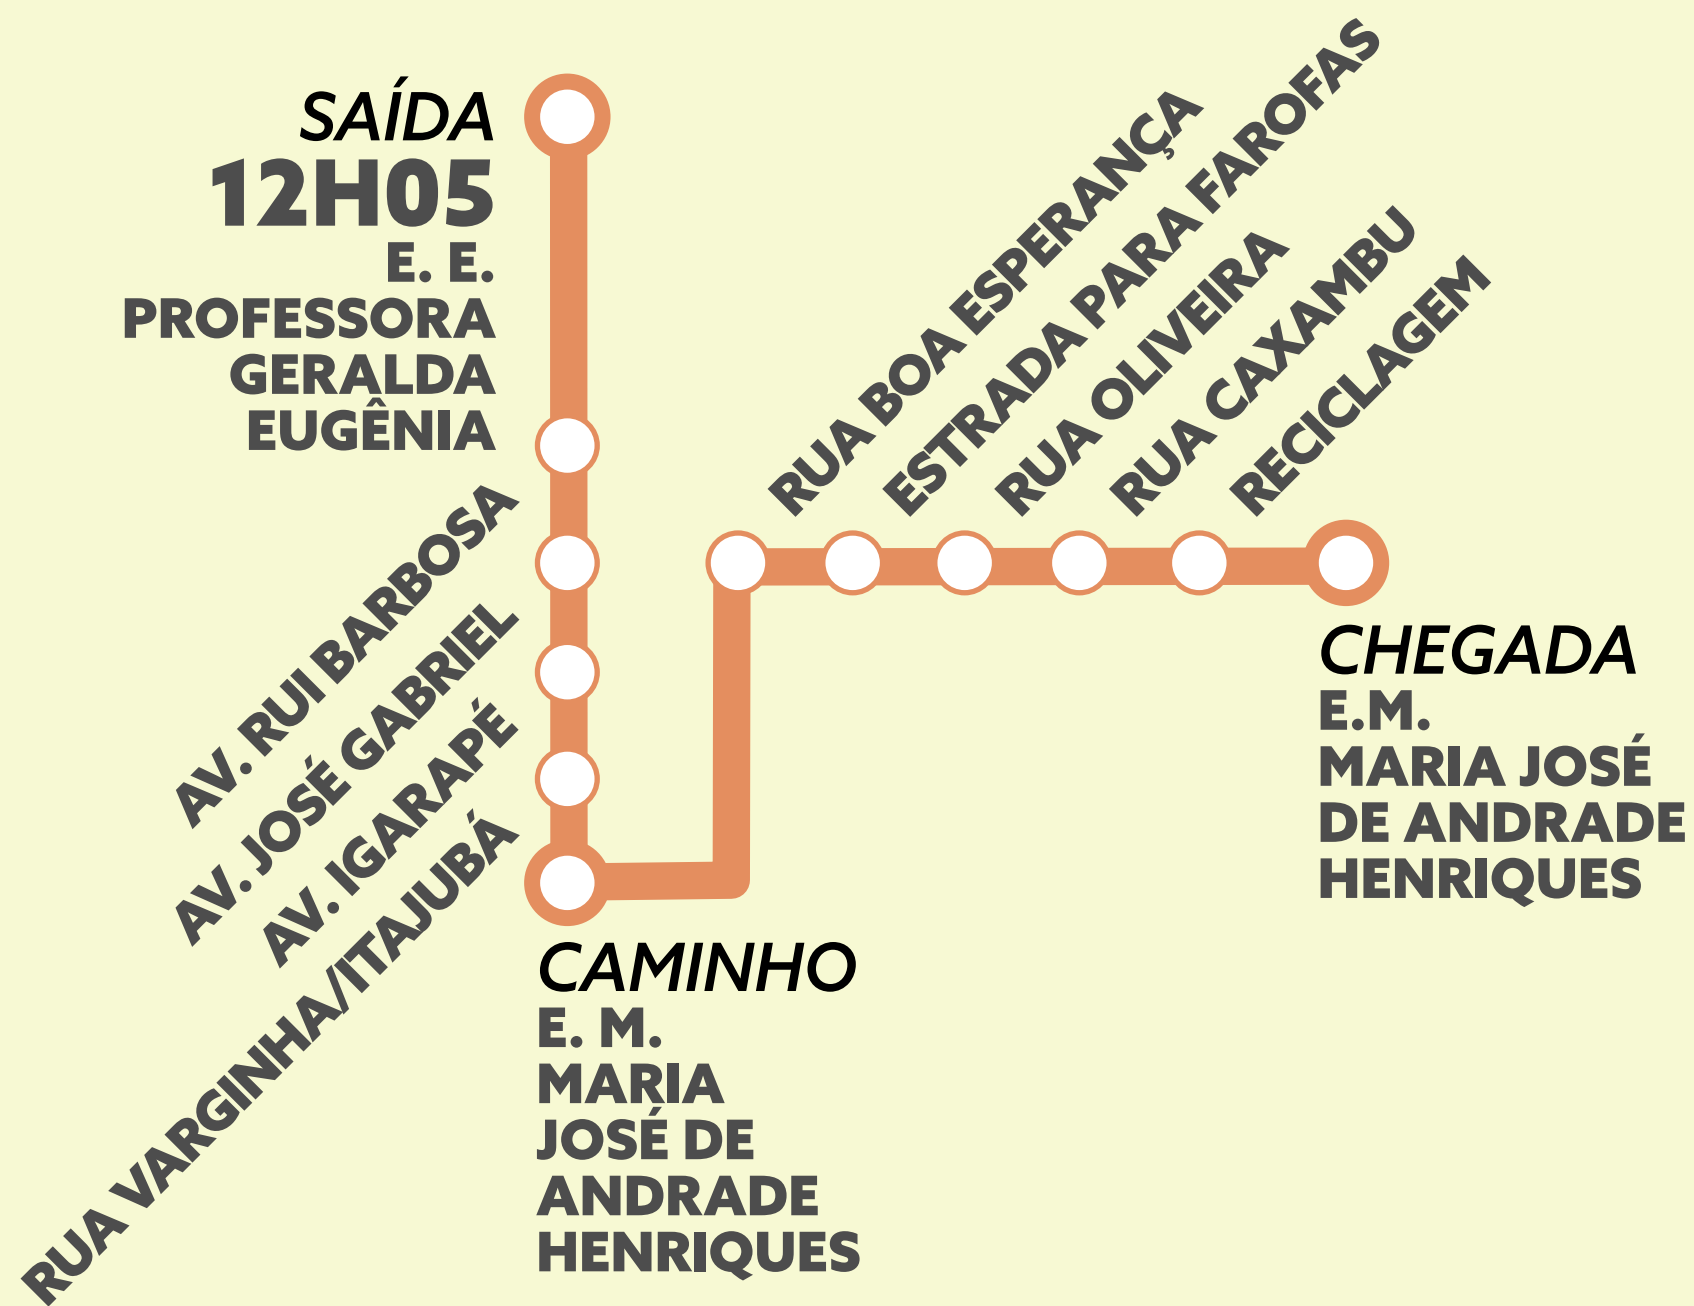 SAÍDA
12H05
E. E.
PROFESSORA
GERALDA
EUGÊNIA
AV. RUI BARBOSA
AV. JOSÉ GABRIEL
AV. IGARAPÉ
RUA VARGINHA/ITAJUBÁ
CAMINHO
E. M.
MARIA
JOSÉ DE
ANDRADE
HENRIQUES
RUA BOA ESPERANÇA
ESTRADA PARA FAROFAS
RUA OLIVEIRA
RUA CAXAMBU
RECICLAGEM
CHEGADA
E.M.
MARIA JOSÉ
DE ANDRADE
HENRIQUES